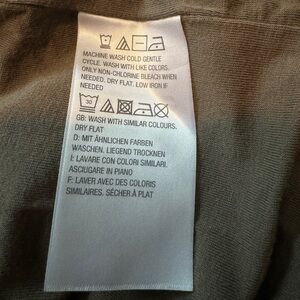 MACHINE WASH COLD GENTLE
CYCLE. WASH WITH LIKE COLORS.
ONLY NON-CHLORINE BLEACH WHEN
NEEDED. DRY FLAT. LOW IRON IF
NEEDED
30
GB: WASH WITH SIMILAR COLOURS.
DRY FLAT
D: MIT ÄHNLICHEN FARBEN
WASCHEN. LIEGEND TROCKNEN
I: LAVARE CON COLORI SIMILARI.
ASCIUGARE IN PIANO
F: LAVER AVEC DES COLORIS
SIMILAIRES. SÉCHER À PLAT